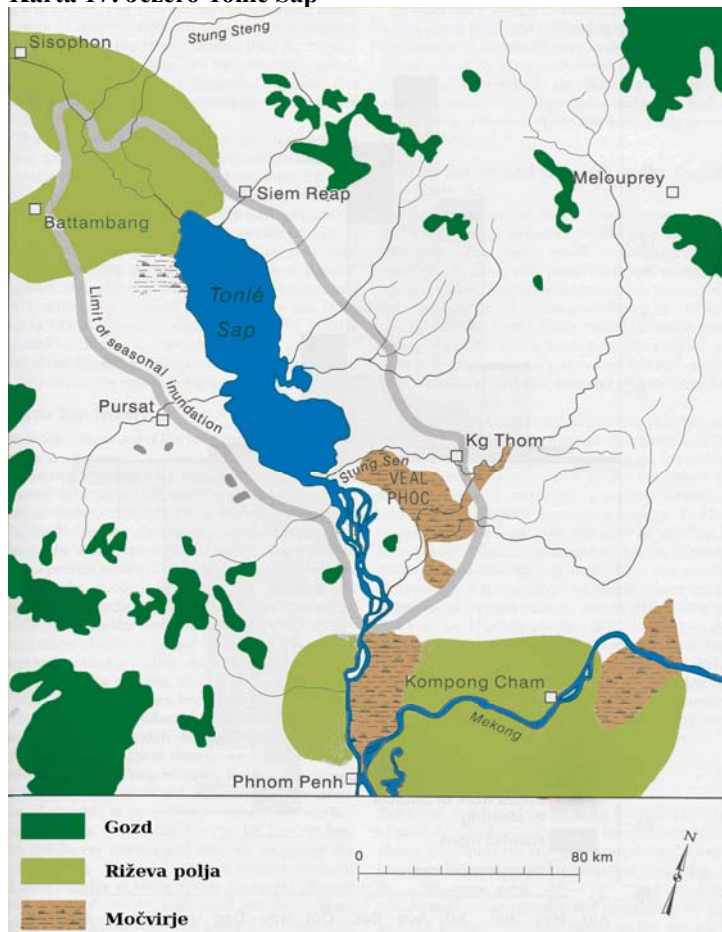 Karta 17: Jezero Tonle Sap
Stung Steng
Sisophon
Siem Reap
Melouprey
Battambang
Tonlé
Sap
Limit of seasonal inundation
Pursat
Kg Thom
Stung Sen
VEAL
PHOC
Kompong Cham
Mekong
Phnom Penh
Gozd
Riževa polja
Močvirje
0 80 km
N